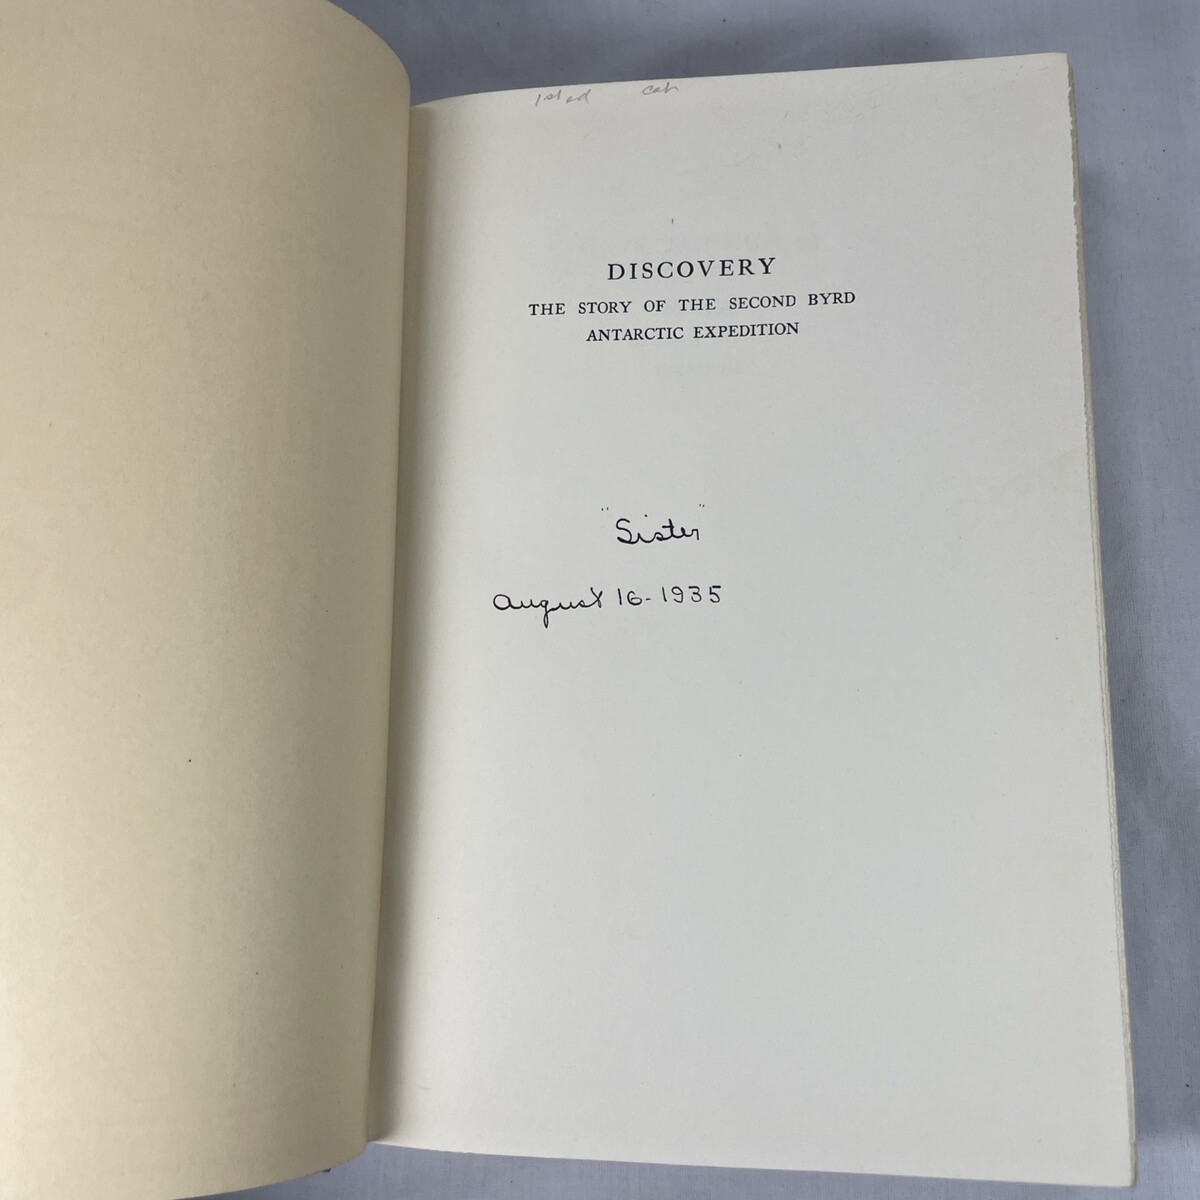 1st ed
DISCOVERY
THE STORY OF THE SECOND BYRD
ANTARCTIC EXPEDITION
"Sister"
August 16-1935